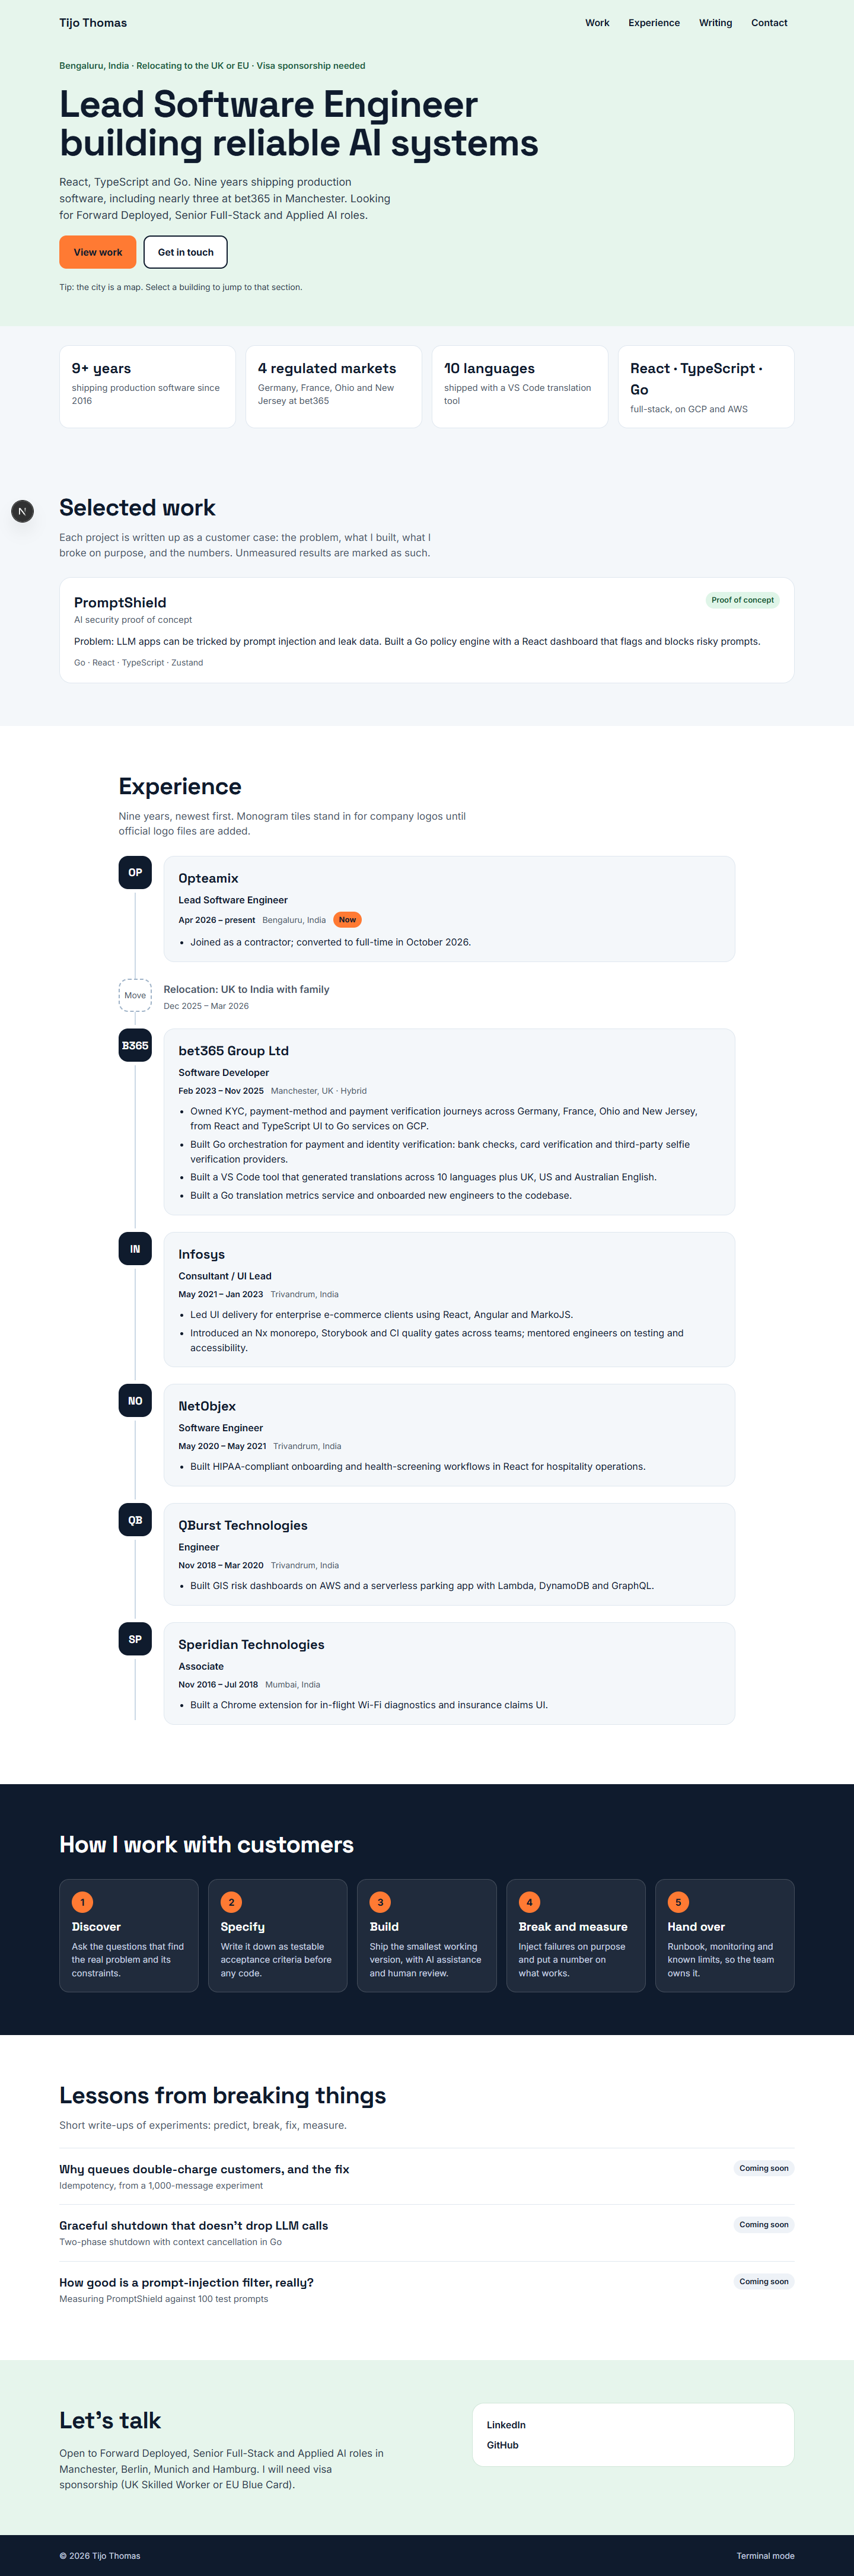 Tijo Thomas
Work Experience Writing Contact
Bengaluru, India · Relocating to the UK or EU · Visa sponsorship needed
Lead Software Engineer
building reliable AI systems
React, TypeScript and Go. Nine years shipping production
software, including nearly three at bet365 in Manchester. Looking
for Forward Deployed, Senior Full-Stack and Applied AI roles.
View work
Get in touch
Tip: the city is a map. Select a building to jump to that section.
9+ years
shipping production software since
2016
4 regulated markets
Germany, France, Ohio and New
Jersey at bet365
10 languages
shipped with a VS Code translation
tool
React · TypeScript ·
Go
full-stack, on GCP and AWS
N
Selected work
Each project is written up as a customer case: the problem, what I built, what I
broke on purpose, and the numbers. Unmeasured results are marked as such.
PromptShield
Proof of concept
AI security proof of concept
Problem: LLM apps can be tricked by prompt injection and leak data. Built a Go policy engine with a React dashboard that flags and blocks risky prompts.
Go · React · TypeScript · Zustand
Experience
Nine years, newest first. Monogram tiles stand in for company logos until
official logo files are added.
OP
Opteamix
Lead Software Engineer
Apr 2026 – present Bengaluru, India Now
• Joined as a contractor; converted to full-time in October 2026.
Move
Relocation: UK to India with family
Dec 2025 – Mar 2026
B365
bet365 Group Ltd
Software Developer
Feb 2023 – Nov 2025 Manchester, UK · Hybrid
• Owned KYC, payment-method and payment verification journeys across Germany, France, Ohio and New Jersey,
from React and TypeScript UI to Go services on GCP.
• Built Go orchestration for payment and identity verification: bank checks, card verification and third-party selfie
verification providers.
• Built a VS Code tool that generated translations across 10 languages plus UK, US and Australian English.
• Built a Go translation metrics service and onboarded new engineers to the codebase.
IN
Infosys
Consultant / UI Lead
May 2021 – Jan 2023 Trivandrum, India
• Led UI delivery for enterprise e-commerce clients using React, Angular and MarkoJS.
• Introduced an Nx monorepo, Storybook and CI quality gates across teams; mentored engineers on testing and
accessibility.
NO
NetObjex
Software Engineer
May 2020 – May 2021 Trivandrum, India
• Built HIPAA-compliant onboarding and health-screening workflows in React for hospitality operations.
QB
QBurst Technologies
Engineer
Nov 2018 – Mar 2020 Trivandrum, India
• Built GIS risk dashboards on AWS and a serverless parking app with Lambda, DynamoDB and GraphQL.
SP
Speridian Technologies
Associate
Nov 2016 – Jul 2018 Mumbai, India
• Built a Chrome extension for in-flight Wi-Fi diagnostics and insurance claims UI.
How I work with customers
1
Discover
Ask the questions that find
the real problem and its
constraints.
2
Specify
Write it down as testable
acceptance criteria before
any code.
3
Build
Ship the smallest working
version, with AI assistance
and human review.
4
Break and measure
Inject failures on purpose
and put a number on
what works.
5
Hand over
Runbook, monitoring and
known limits, so the team
owns it.
Lessons from breaking things
Short write-ups of experiments: predict, break, fix, measure.
Why queues double-charge customers, and the fix
Coming soon
Idempotency, from a 1,000-message experiment
Graceful shutdown that doesn’t drop LLM calls
Coming soon
Two-phase shutdown with context cancellation in Go
How good is a prompt-injection filter, really?
Coming soon
Measuring PromptShield against 100 test prompts
Let’s talk
Open to Forward Deployed, Senior Full-Stack and Applied AI roles in
Manchester, Berlin, Munich and Hamburg. I will need visa
sponsorship (UK Skilled Worker or EU Blue Card).
LinkedIn
GitHub
© 2026 Tijo Thomas
Terminal mode